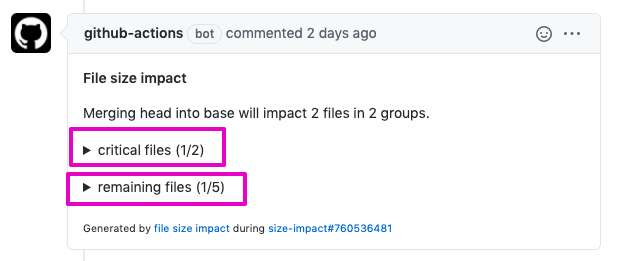 github-actions bot commented 2 days ago
File size impact
Merging head into base will impact 2 files in 2 groups.
critical files (1/2)
remaining files (1/5)
Generated by file size impact during size-impact#760536481